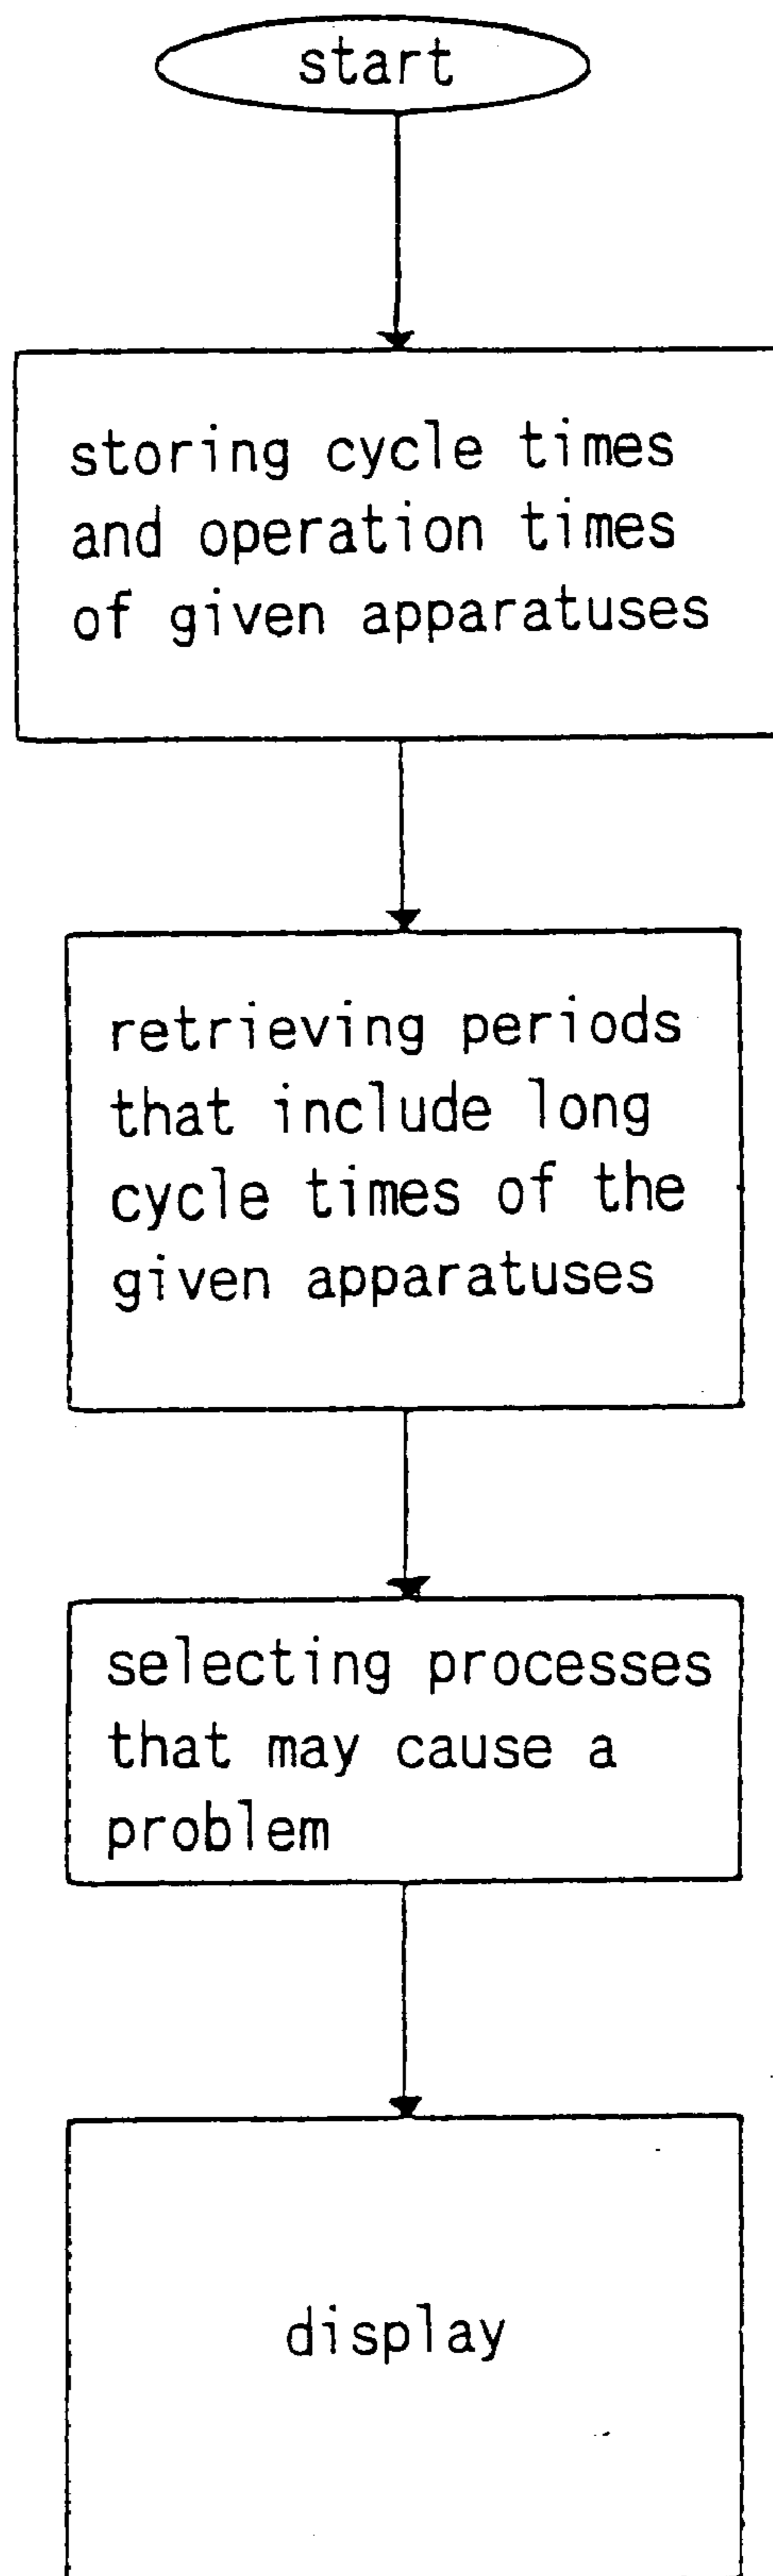 start
storing cycle times
and operation times
of given apparatuses
retrieving periods
that include long
cycle times of the
given apparatuses
selecting processes
that may cause a
problem
display